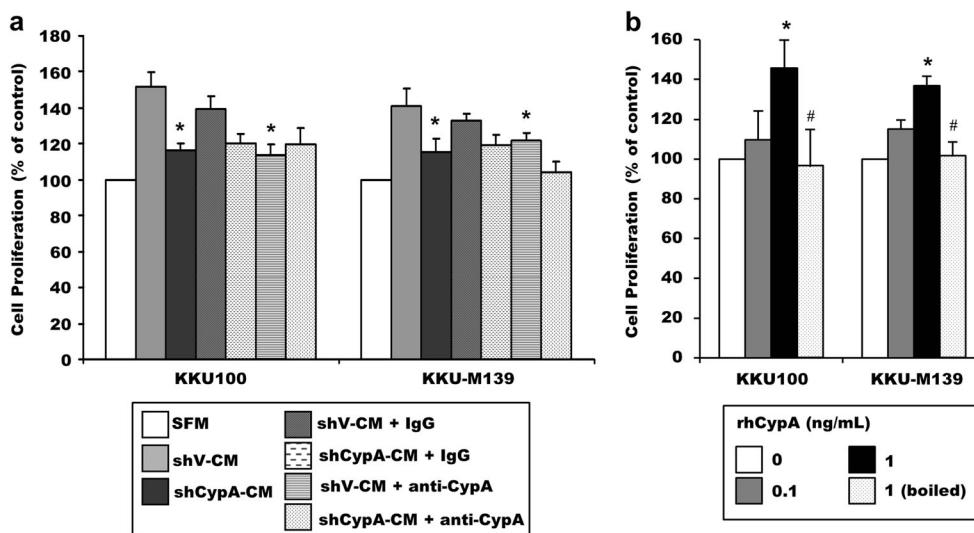 a
Cell Proliferation (% of control)
180
160
140
120
100
80
60
40
20
0
* * * *
KKU100 KKU-M139
SFM
shV-CM
shCypA-CM
shV-CM + IgG
shCypA-CM + IgG
shV-CM + anti-CypA
shCypA-CM + anti-CypA
b
Cell Proliferation (% of control)
160
140
120
100
80
60
40
20
0
* # * #
KKU100 KKU-M139
rhCypA (ng/mL)
0
0.1
1
1 (boiled)